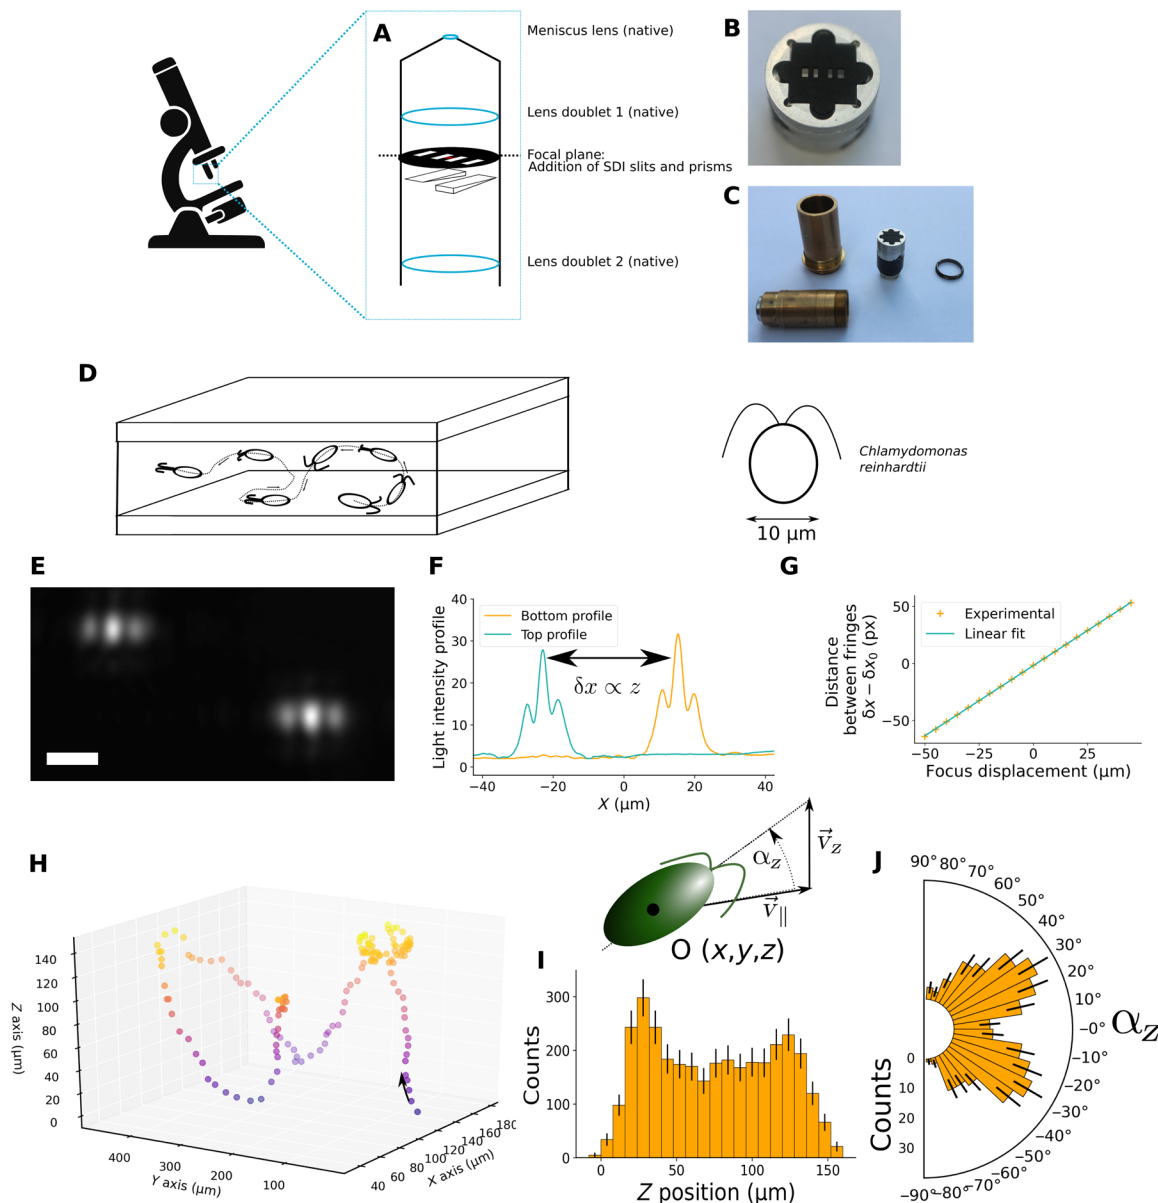 A
Meniscus lens (native)
Lens doublet 1 (native)
Focal plane:
Addition of SDI slits and prisms
Lens doublet 2 (native)
B
C
D
Chlamydomonas
reinhardtii
10 μm
E
F
Light intensity profile
40
30
20
10
0
Bottom profile
Top profile
δx ∝ z
−40
−20
0
20
40
X (μm)
G
Distance
between fringes
δx − δx₀ (px)
50
0
−50
Experimental
Linear fit
−50
−25
0
25
Focus displacement (μm)
H
Z axis (μm)
140
120
100
80
60
40
20
0
400
300
200
100
Y axis (μm)
40
60
80
100
120
140
160
180
X axis (μm)
α_z
V⃗_Z
V⃗_||
O (x,y,z)
I
Counts
300
200
100
0
0
50
100
150
Z position (μm)
J
90°
80°
70°
60°
50°
40°
30°
20°
10°
−0°
−10°
−20°
−30°
−40°
−50°
−60°
−70°
−80°
−90°
α_z
Counts
0
10
20
30